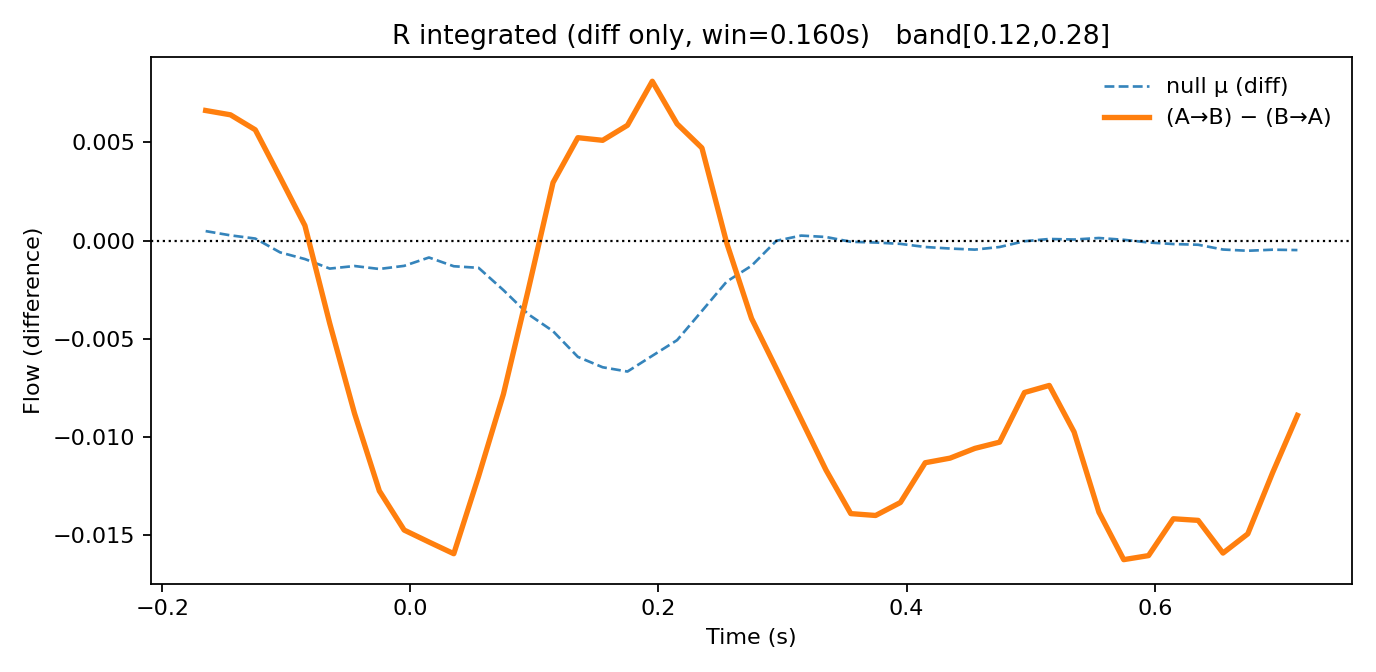 R integrated (diff only, win=0.160s)   band[0.12,0.28]
null μ (diff)
(A→B) − (B→A)
Flow (difference)
0.005
0.000
−0.005
−0.010
−0.015
−0.2
0.0
0.2
0.4
0.6
Time (s)